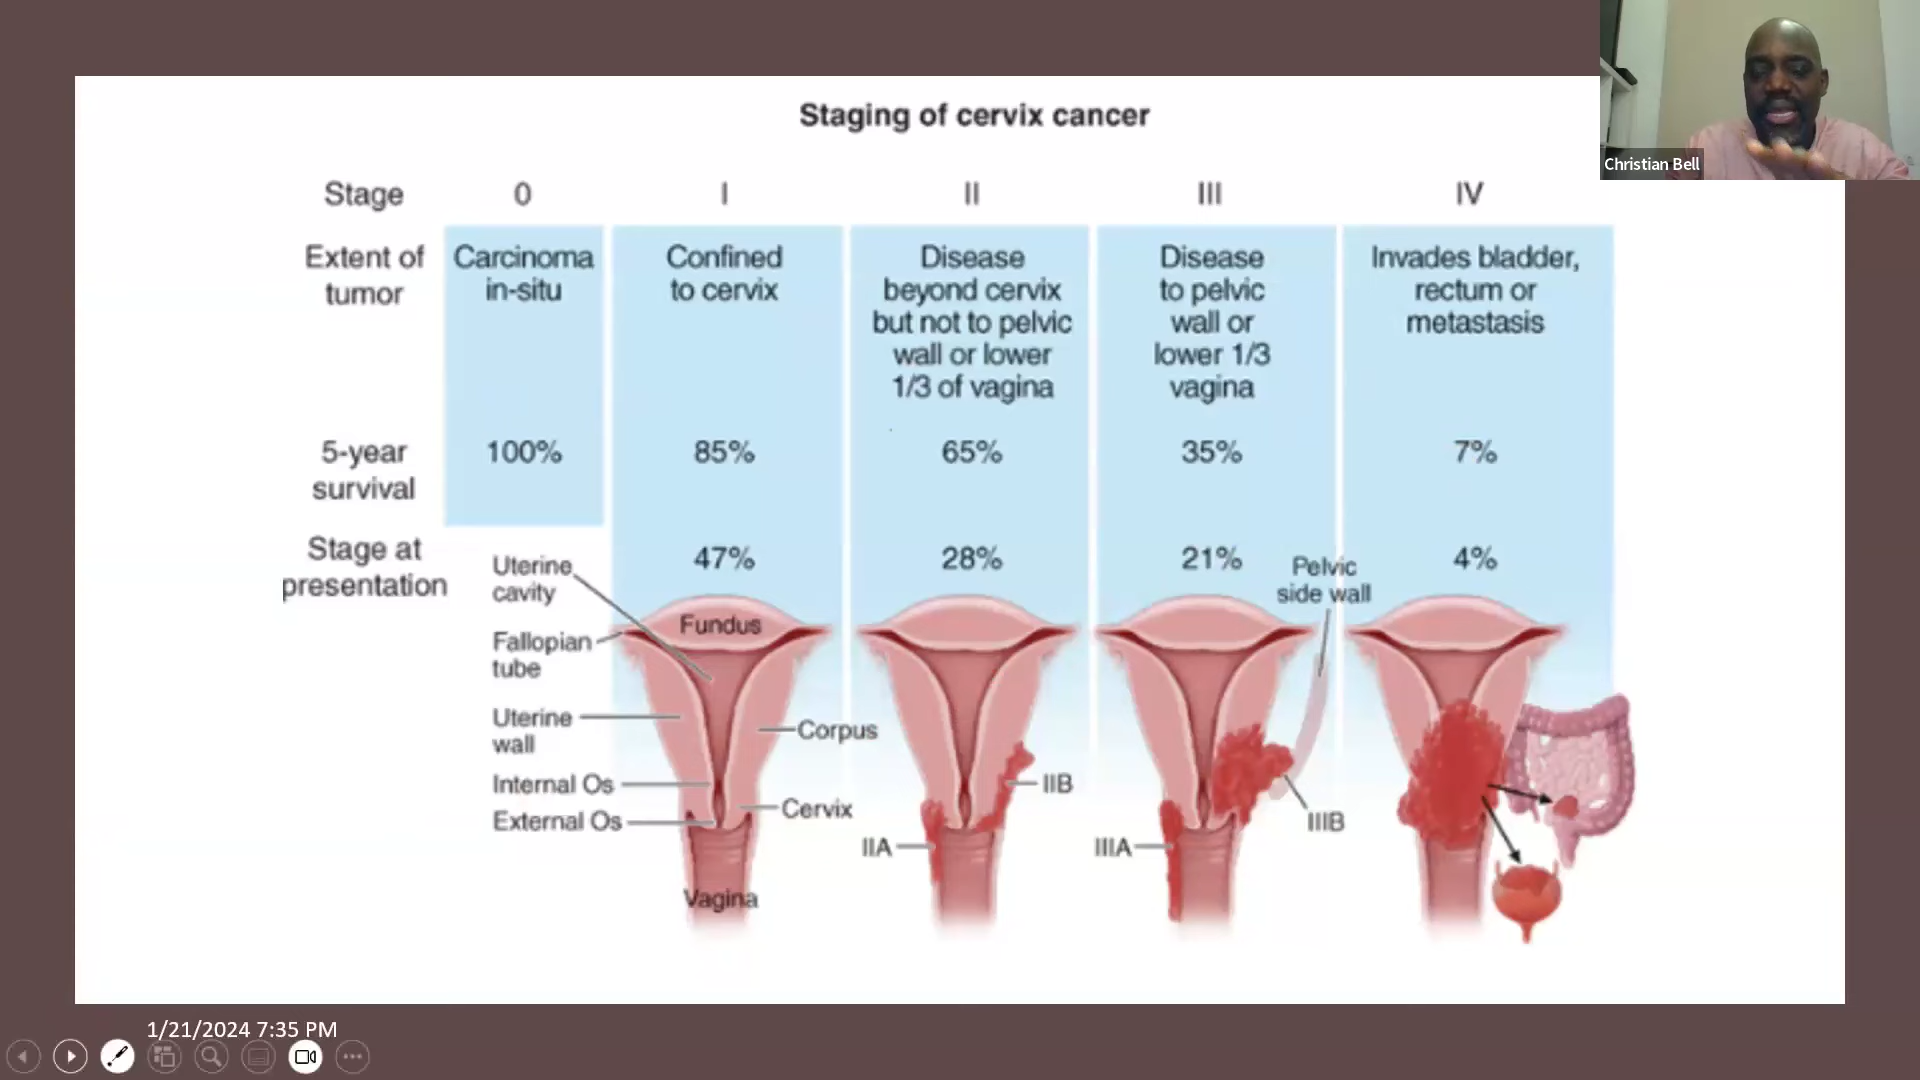 Staging of cervix cancer
Christian Bell
Stage 0 I II III IV
Extent of tumor
Carcinoma
in-situ
Confined
to cervix
Disease
beyond cervix
but not to pelvic
wall or lower
1/3 of vagina
Disease
to pelvic
wall or
lower 1/3
vagina
Invades bladder,
rectum or
metastasis
5-year
survival
100% 85% 65% 35% 7%
Stage at
presentation
47% 28% 21% 4%
Uterine
cavity
Fallopian
tube
Uterine
wall
Internal Os
External Os
Fundus
Corpus
Cervix
Vagina
IIA
IIB
IIIA
IIIB
Pelvic
side wall
1/21/2024 7:35 PM